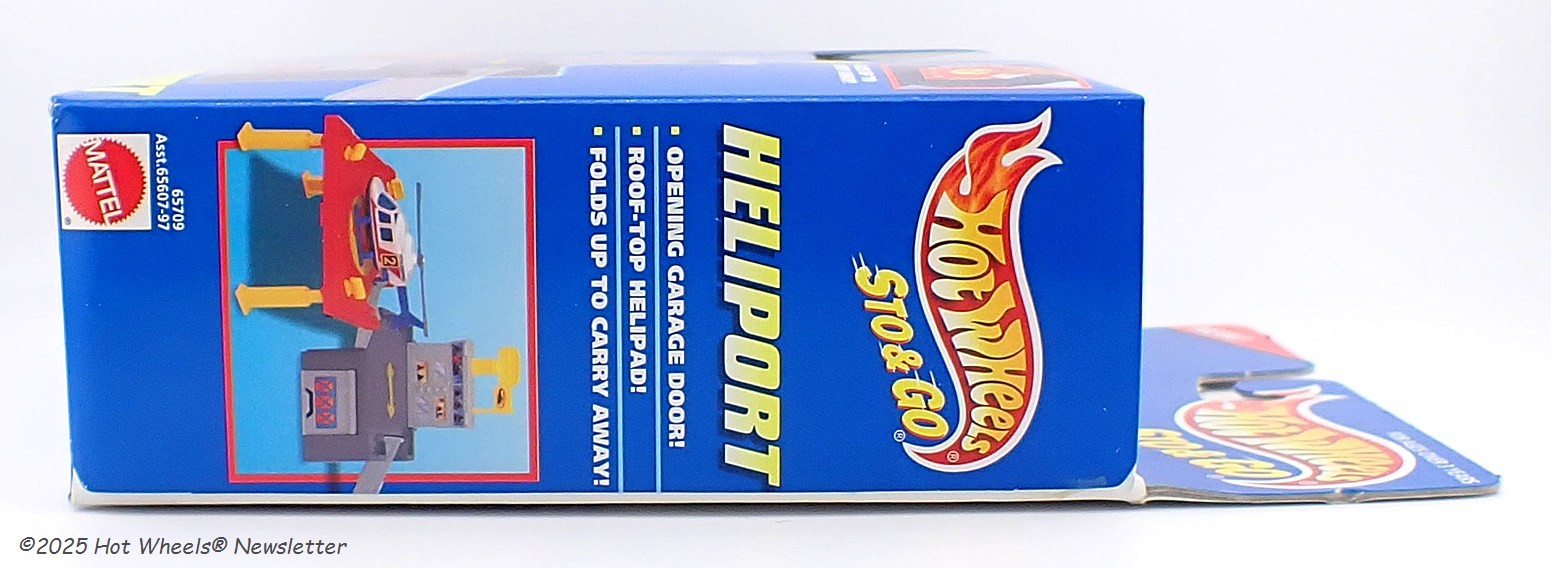 HOT WHEELS®
STO & GO®
HELIPORT
▪ OPENING GARAGE DOOR!
▪ ROOF-TOP HELIPAD!
▪ FOLDS UP TO CARRY AWAY!
2
65709
Asst.65607-97
MATTEL
®
HOT WHEELS
STO & GO
©2025 Hot Wheels® Newsletter